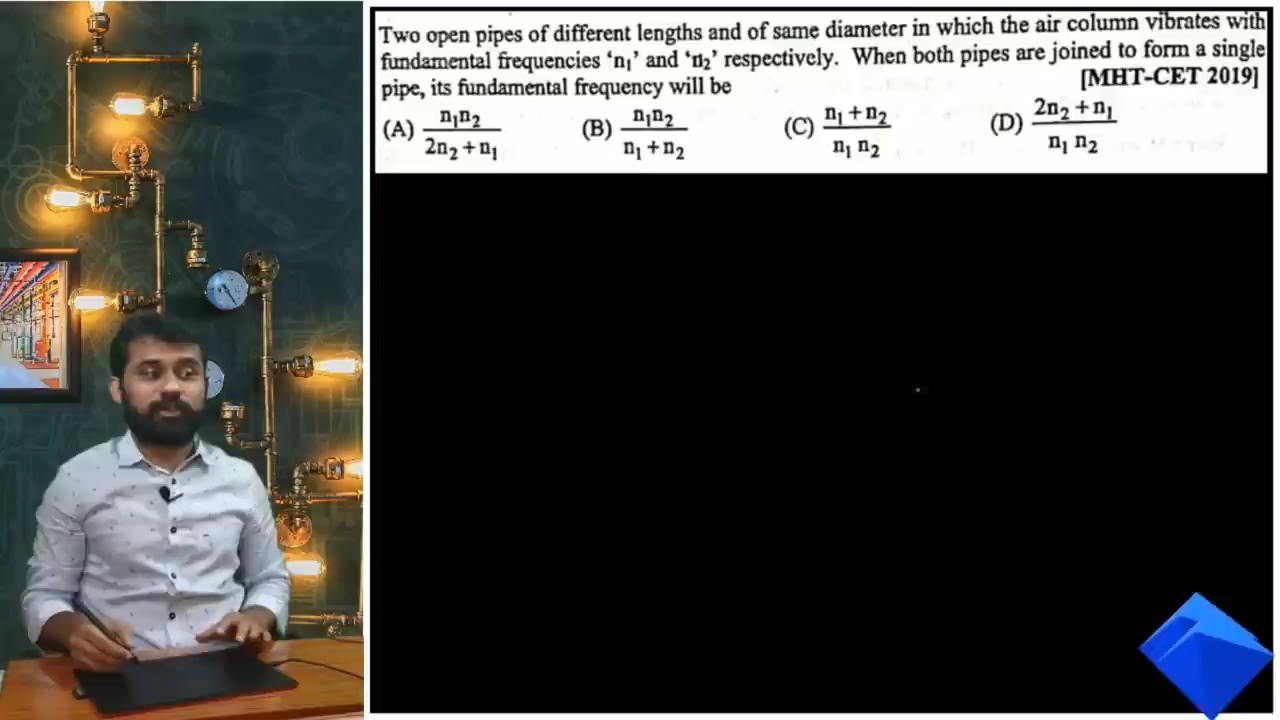 Two open pipes of different lengths and of same diameter in which the air column vibrates with
fundamental frequencies ‘n₁’ and ‘n₂’ respectively. When both pipes are joined to form a single
pipe, its fundamental frequency will be [MHT-CET 2019]
(A) n₁n₂ / 2n₂ + n₁ (B) n₁n₂ / n₁ + n₂ (C) n₁ + n₂ / n₁ n₂ (D) 2n₂ + n₁ / n₁ n₂